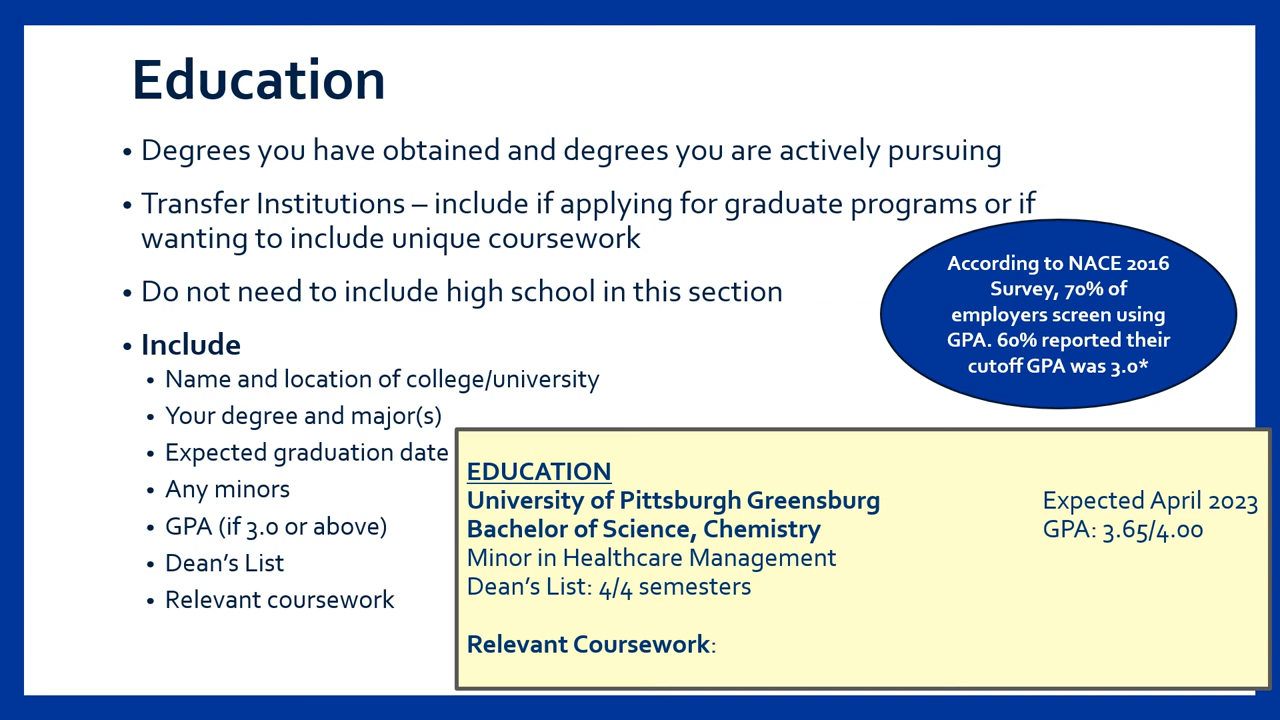 Education
• Degrees you have obtained and degrees you are actively pursuing
• Transfer Institutions – include if applying for graduate programs or if
wanting to include unique coursework
• Do not need to include high school in this section
According to NACE 2016
Survey, 70% of
employers screen using
GPA. 60% reported their
cutoff GPA was 3.0*
• Include
• Name and location of college/university
• Your degree and major(s)
• Expected graduation date
• Any minors
• GPA (if 3.0 or above)
• Dean’s List
• Relevant coursework
EDUCATION
University of Pittsburgh Greensburg Expected April 2023
Bachelor of Science, Chemistry GPA: 3.65/4.00
Minor in Healthcare Management
Dean’s List: 4/4 semesters
Relevant Coursework: